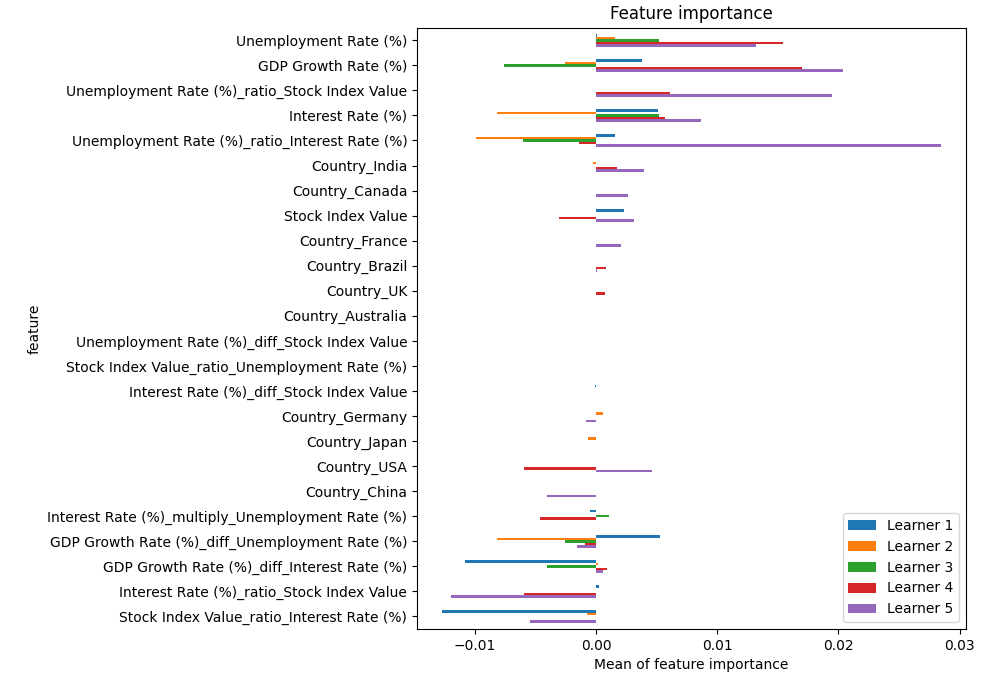 Feature importance
Unemployment Rate (%)
GDP Growth Rate (%)
Unemployment Rate (%)_ratio_Stock Index Value
Interest Rate (%)
Unemployment Rate (%)_ratio_Interest Rate (%)
Country_India
Country_Canada
Stock Index Value
Country_France
Country_Brazil
Country_UK
Country_Australia
Unemployment Rate (%)_diff_Stock Index Value
Stock Index Value_ratio_Unemployment Rate (%)
Interest Rate (%)_diff_Stock Index Value
Country_Germany
Country_Japan
Country_USA
Country_China
Interest Rate (%)_multiply_Unemployment Rate (%)
GDP Growth Rate (%)_diff_Unemployment Rate (%)
GDP Growth Rate (%)_diff_Interest Rate (%)
Interest Rate (%)_ratio_Stock Index Value
Stock Index Value_ratio_Interest Rate (%)
feature
Learner 1
Learner 2
Learner 3
Learner 4
Learner 5
−0.01 0.00 0.01 0.02 0.03
Mean of feature importance